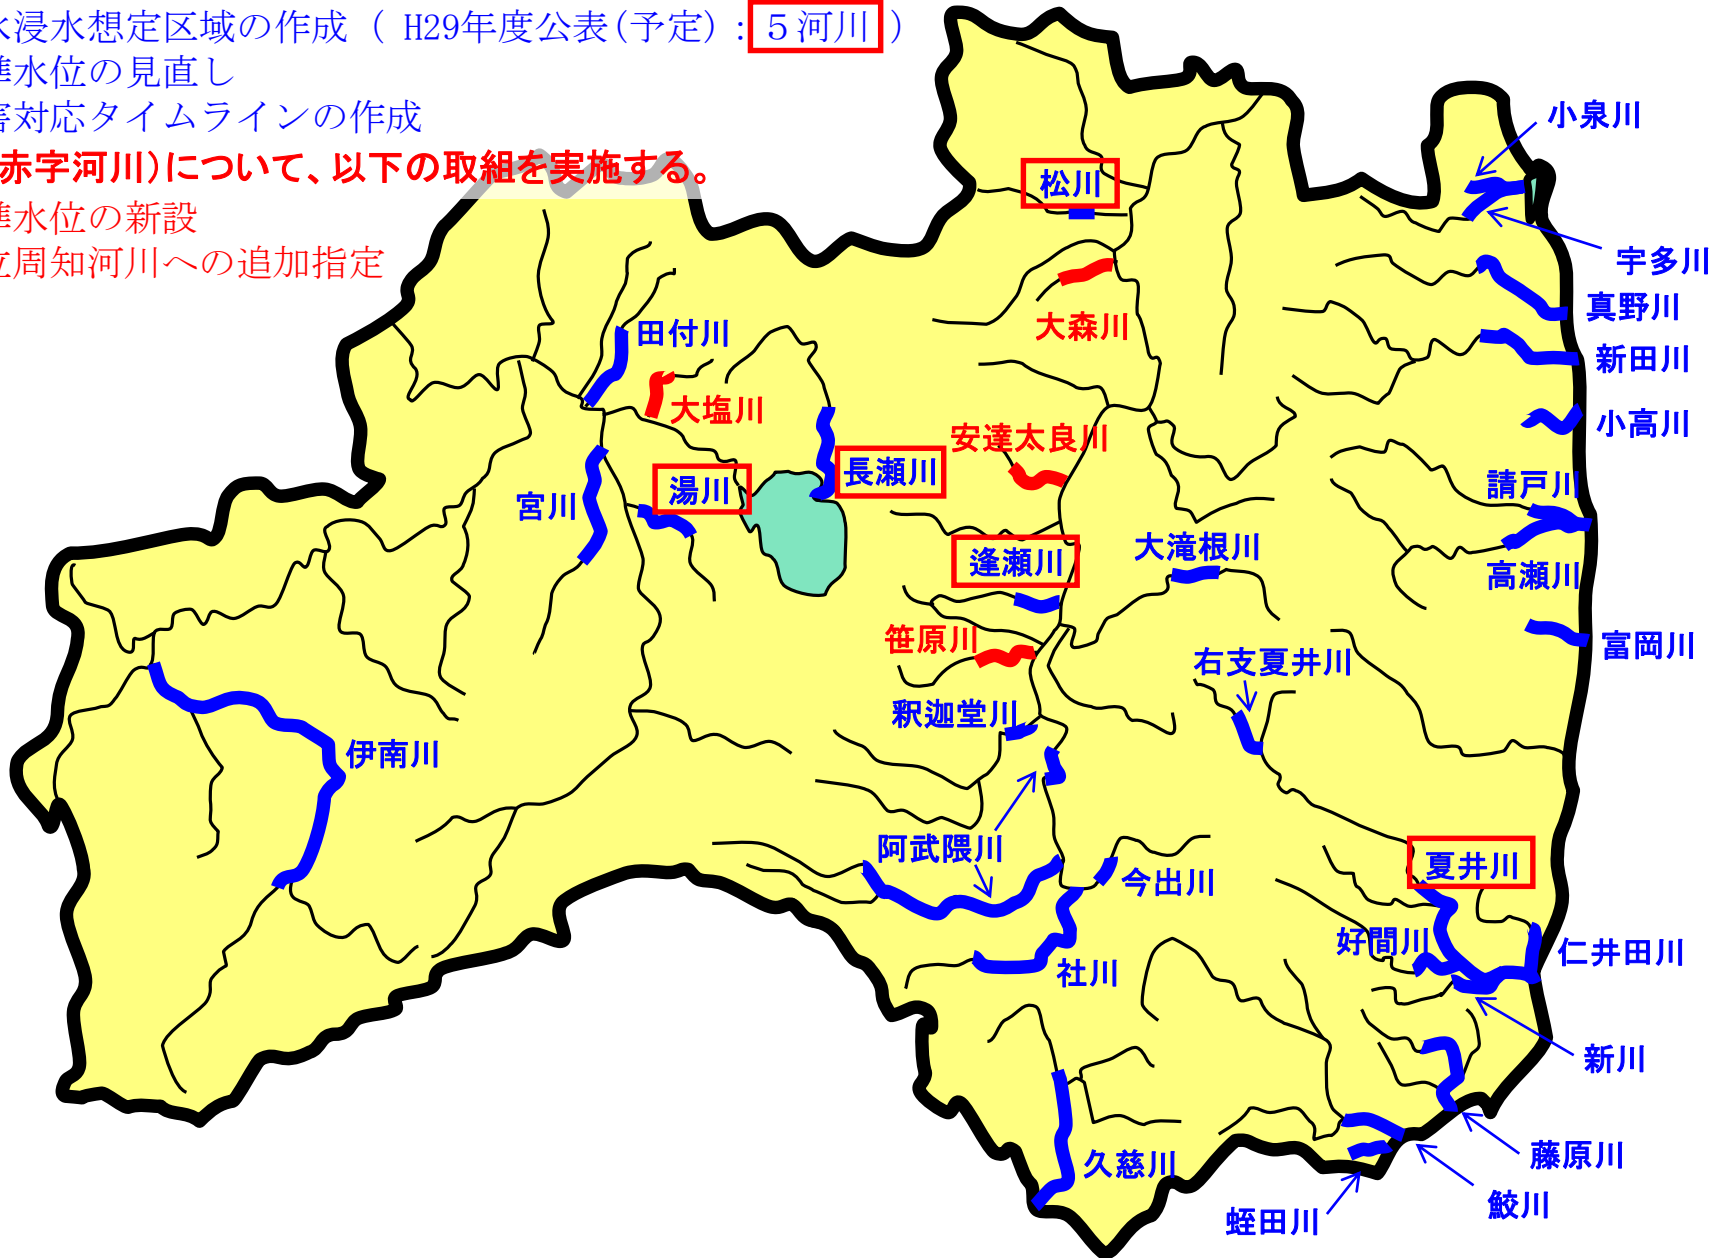 水浸水想定区域の作成（ H29年度公表(予定)：５河川 ）
準水位の見直し
害対応タイムラインの作成
赤字河川)について、以下の取組を実施する。
準水位の新設
位周知河川への追加指定
小泉川
松川
宇多川
真野川
大森川
田付川
新田川
大塩川
小高川
安達太良川
長瀬川
湯川
請戸川
宮川
大滝根川
逢瀬川
高瀬川
笹原川
富岡川
右支夏井川
釈迦堂川
伊南川
阿武隈川
夏井川
今出川
好間川
仁井田川
社川
新川
藤原川
久慈川
鮫川
蛭田川